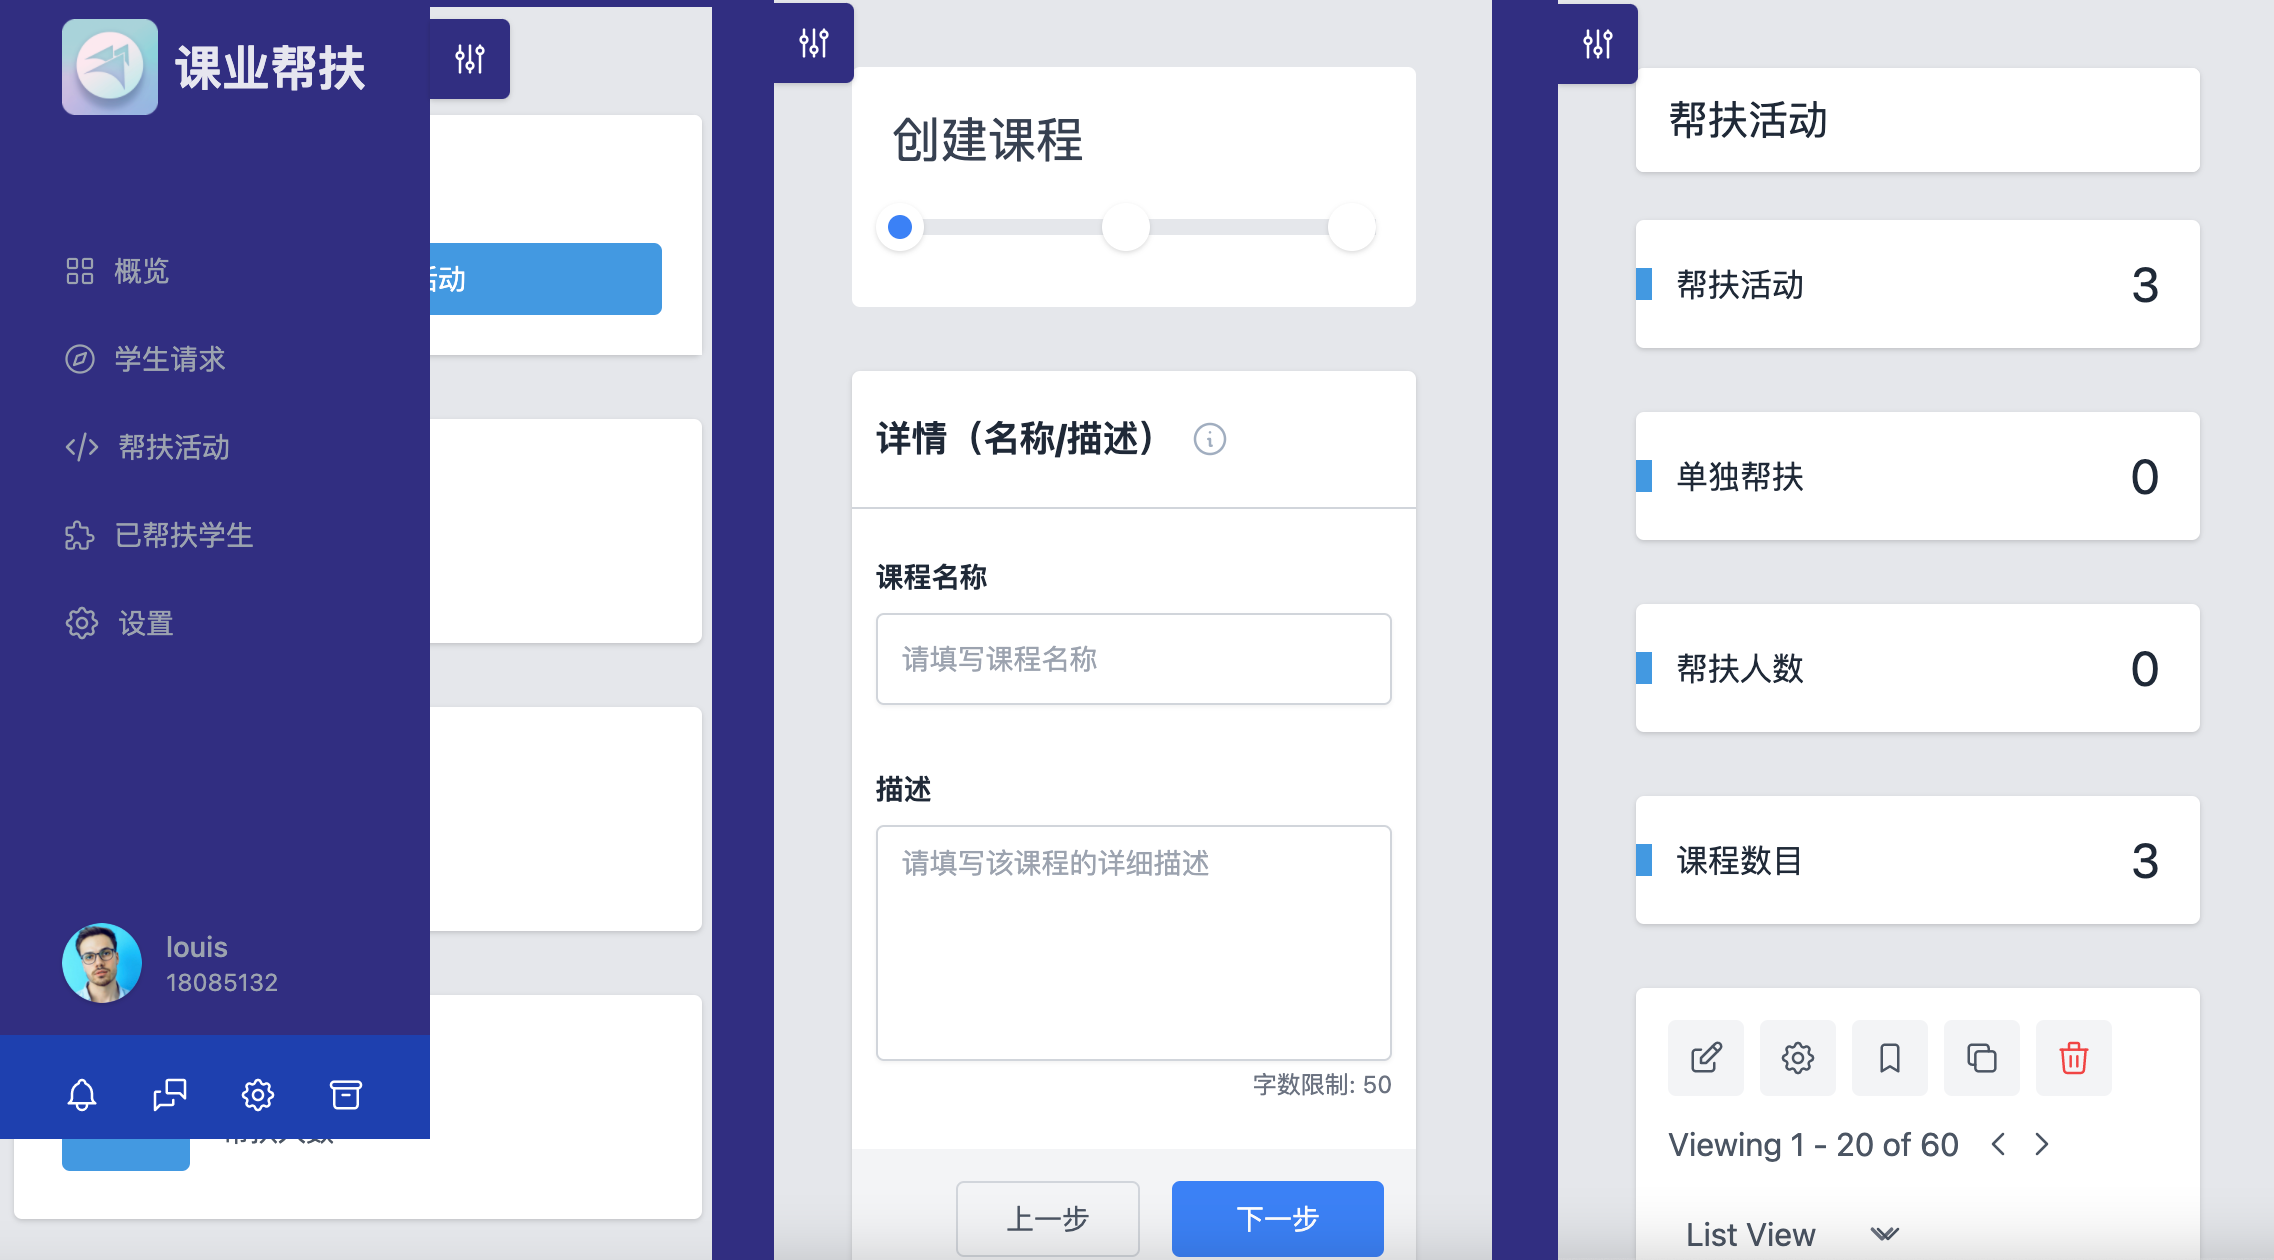 课业帮扶
概览
学生请求
帮扶活动
已帮扶学生
设置
louis
18085132
活动
创建课程
详情（名称/描述）
课程名称
请填写课程名称
描述
请填写该课程的详细描述
字数限制: 50
上一步
下一步
帮扶活动
帮扶活动 3
单独帮扶 0
帮扶人数 0
课程数目 3
Viewing 1 - 20 of 60
List View